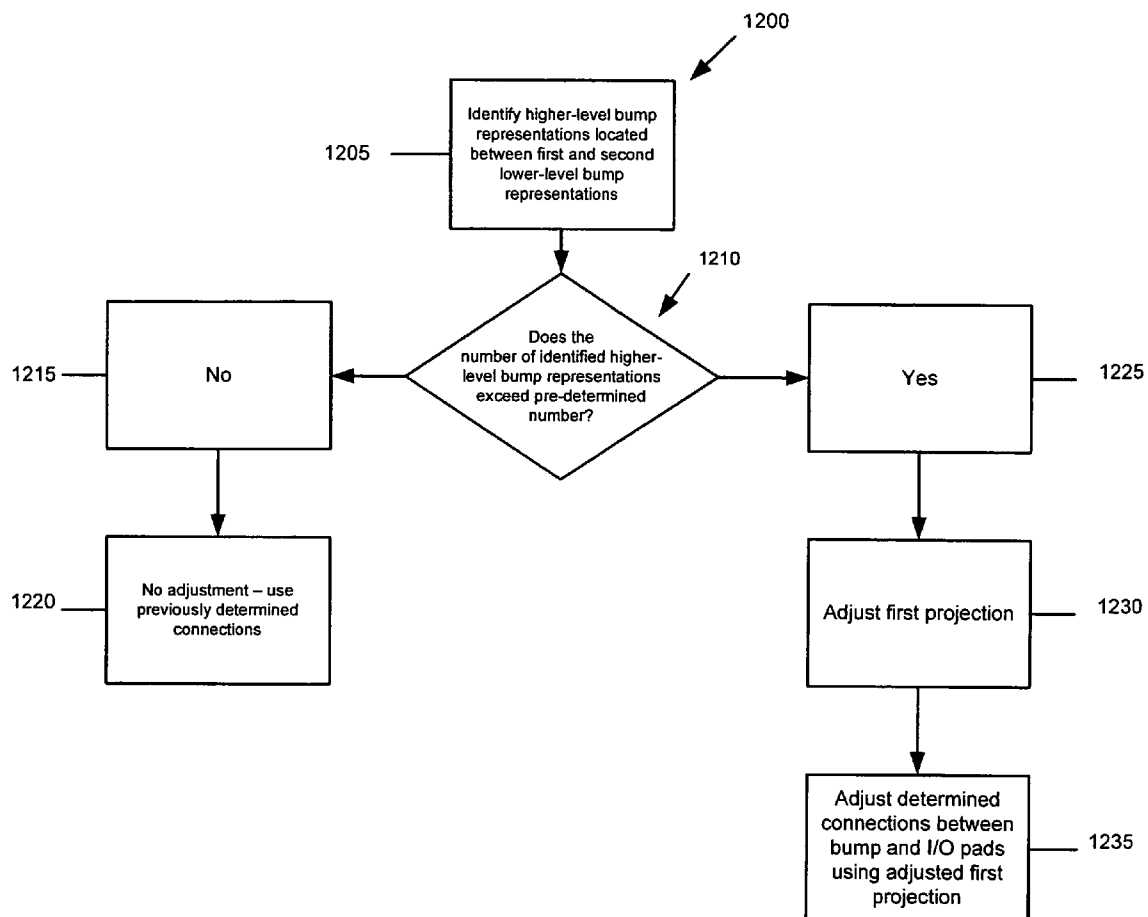 1200
Identify higher-level bump
representations located
between first and second
lower-level bump
representations
1205
1210
Does the
number of identified higher-
level bump representations
exceed pre-determined
number?
1215
No
Yes
1225
1220
No adjustment – use
previously determined
connections
Adjust first projection
1230
Adjust determined
connections between
bump and I/O pads
using adjusted first
projection
1235